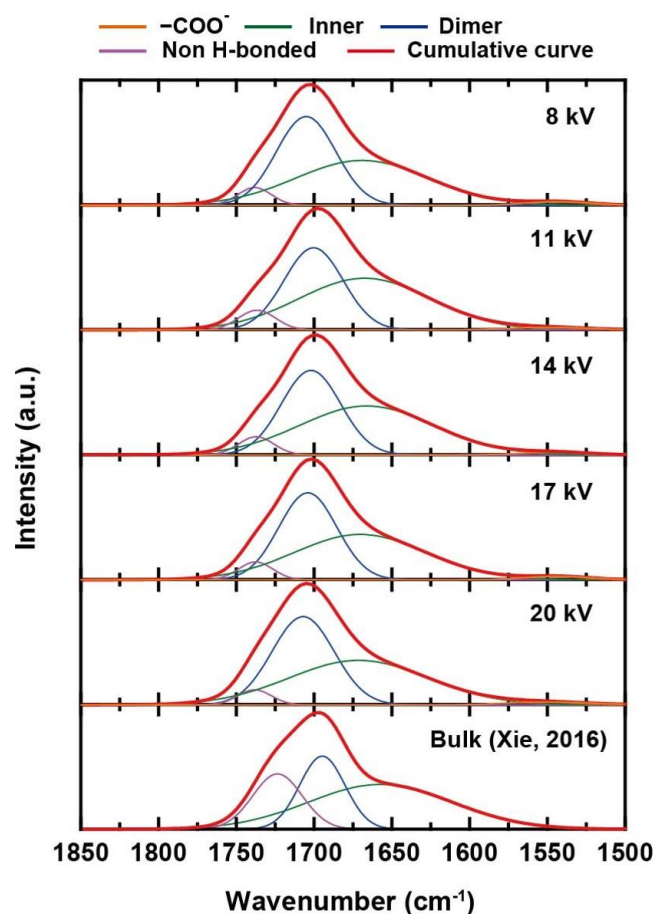 −COO⁻ Inner Dimer
Non H-bonded Cumulative curve
8 kV
11 kV
14 kV
17 kV
20 kV
Bulk (Xie, 2016)
Intensity (a.u.)
1850 1800 1750 1700 1650 1600 1550 1500
Wavenumber (cm⁻¹)